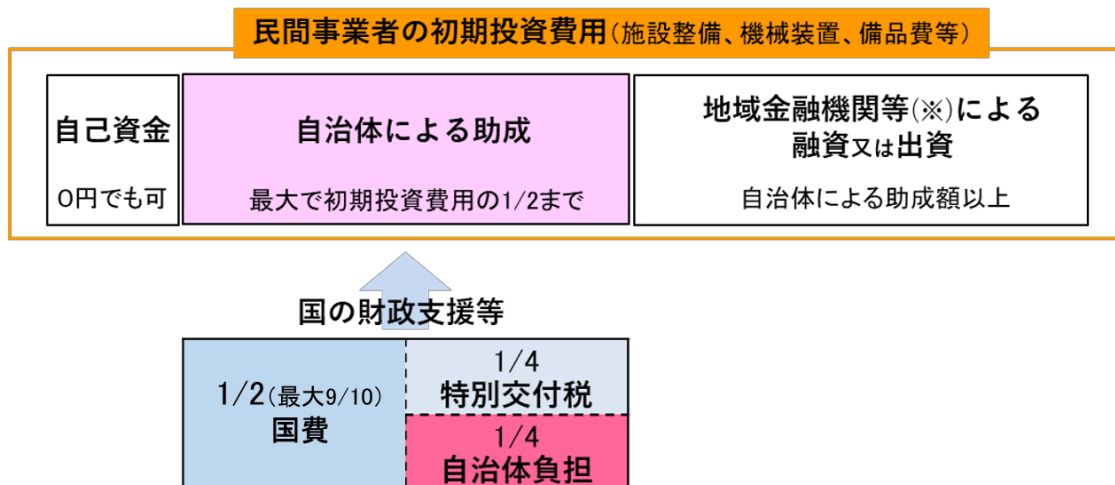 民間事業者の初期投資費用(施設整備、機械装置、備品費等)
自己資金
0円でも可
自治体による助成
最大で初期投資費用の1/2まで
地域金融機関等(※)による
融資又は出資
自治体による助成額以上
国の財政支援等
1/2(最大9/10)
国費
1/4
特別交付税
1/4
自治体負担